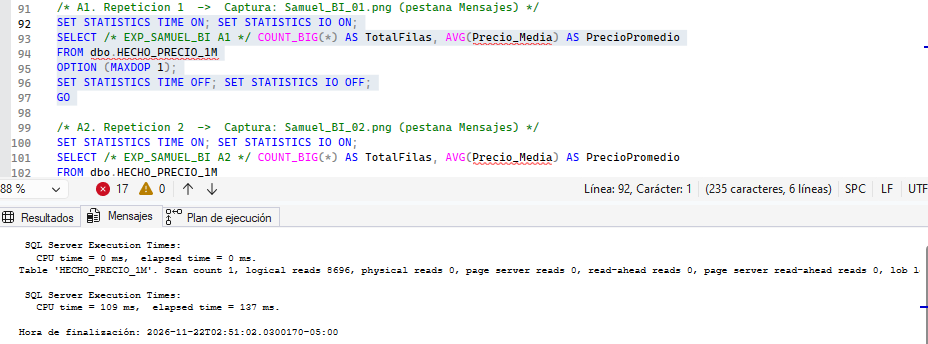 91 /* A1. Repeticion 1 -> Captura: Samuel_BI_01.png (pestana Mensajes) */
92 SET STATISTICS TIME ON; SET STATISTICS IO ON;
93 SELECT /* EXP_SAMUEL_BI A1 */ COUNT_BIG(*) AS TotalFilas, AVG(Precio_Media) AS PrecioPromedio
94 FROM dbo.HECHO_PRECIO_1M
95 OPTION (MAXDOP 1);
96 SET STATISTICS TIME OFF; SET STATISTICS IO OFF;
97 GO
98
99 /* A2. Repeticion 2 -> Captura: Samuel_BI_02.png (pestana Mensajes) */
100 SET STATISTICS TIME ON; SET STATISTICS IO ON;
101 SELECT /* EXP_SAMUEL_BI A2 */ COUNT_BIG(*) AS TotalFilas, AVG(Precio_Media) AS PrecioPromedio
102 FROM dbo.HECHO_PRECIO_1M
88 % 17 0 Línea: 92, Carácter: 1 (235 caracteres, 6 líneas) SPC LF UTF
Resultados Mensajes Plan de ejecución
SQL Server Execution Times:
CPU time = 0 ms, elapsed time = 0 ms.
Table 'HECHO_PRECIO_1M'. Scan count 1, logical reads 8696, physical reads 0, page server reads 0, read-ahead reads 0, page server read-ahead reads 0, lob l
SQL Server Execution Times:
CPU time = 109 ms, elapsed time = 137 ms.
Hora de finalización: 2026-11-22T02:51:02.0300170-05:00